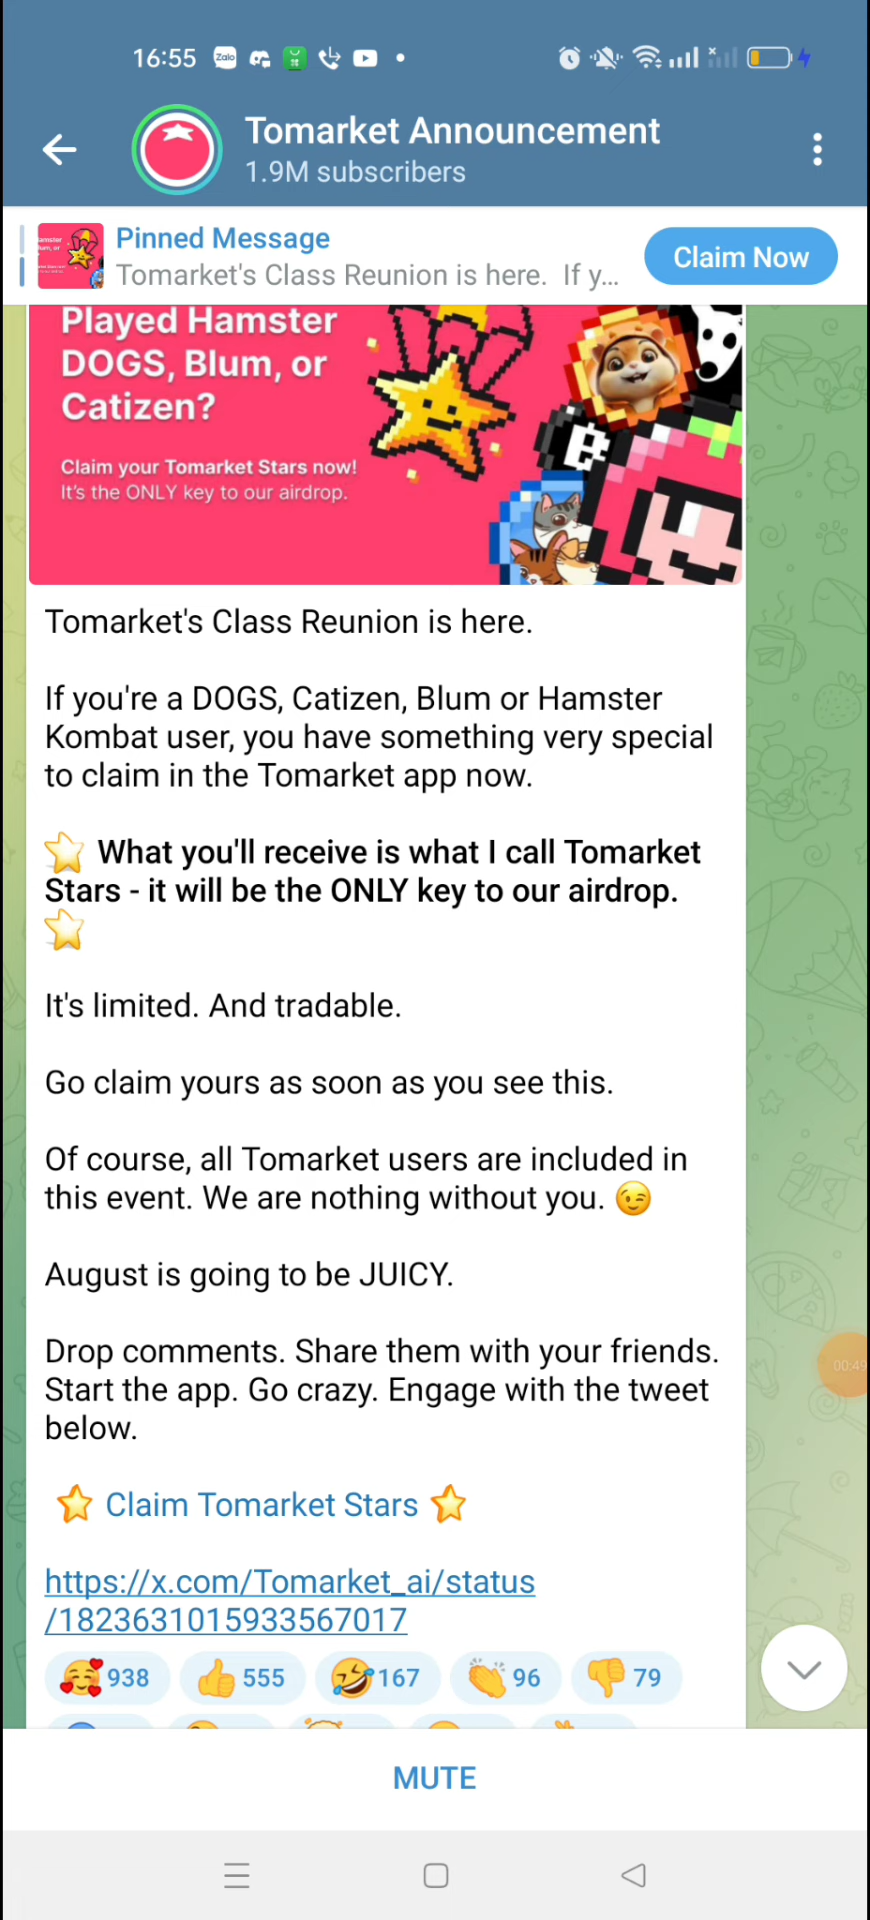 16:55
Zalo
Tomarket Announcement
1.9M subscribers
Pinned Message
Tomarket's Class Reunion is here. If y...
Claim Now
Played Hamster
DOGS, Blum, or
Catizen?
Claim your Tomarket Stars now!
It's the ONLY key to our airdrop.
Tomarket's Class Reunion is here.
If you're a DOGS, Catizen, Blum or Hamster
Kombat user, you have something very special
to claim in the Tomarket app now.
⭐ What you'll receive is what I call Tomarket
Stars - it will be the ONLY key to our airdrop.
⭐
It's limited. And tradable.
Go claim yours as soon as you see this.
Of course, all Tomarket users are included in
this event. We are nothing without you. 😉
August is going to be JUICY.
Drop comments. Share them with your friends.
Start the app. Go crazy. Engage with the tweet
below.
⭐ Claim Tomarket Stars ⭐
https://x.com/Tomarket_ai/status
/1823631015933567017
🥰 938 👍 555 🤣 167 👏 96 👎 79
00:49
MUTE